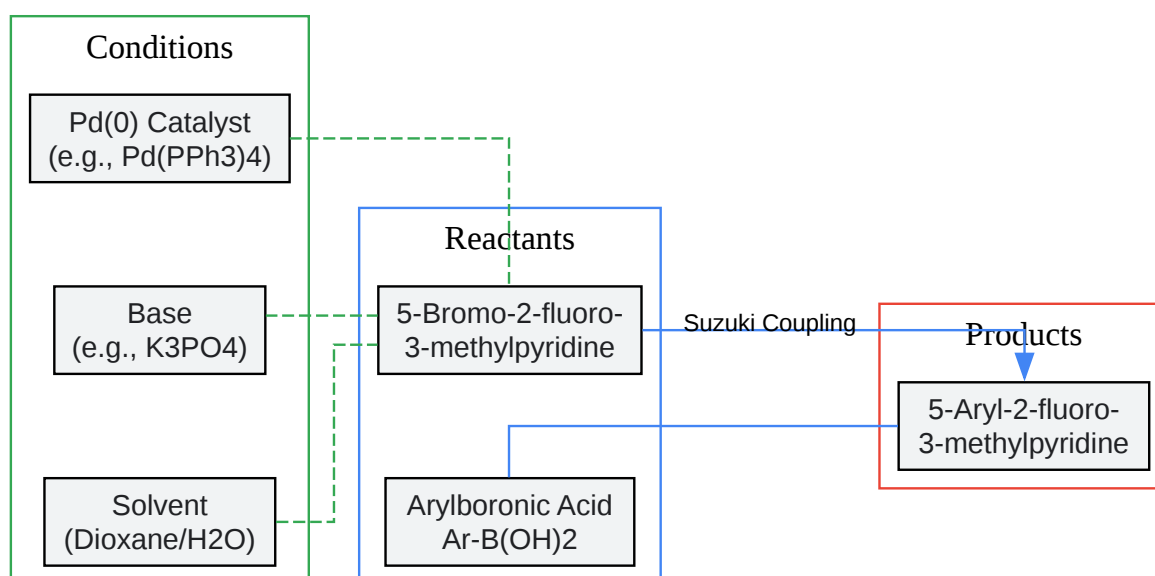 Conditions
Pd(0) Catalyst
(e.g., Pd(PPh3)4)
Base
(e.g., K3PO4)
Solvent
(Dioxane/H2O)
Reactants
5-Bromo-2-fluoro-
3-methylpyridine
Arylboronic Acid
Ar-B(OH)2
Suzuki Coupling
Products
5-Aryl-2-fluoro-
3-methylpyridine